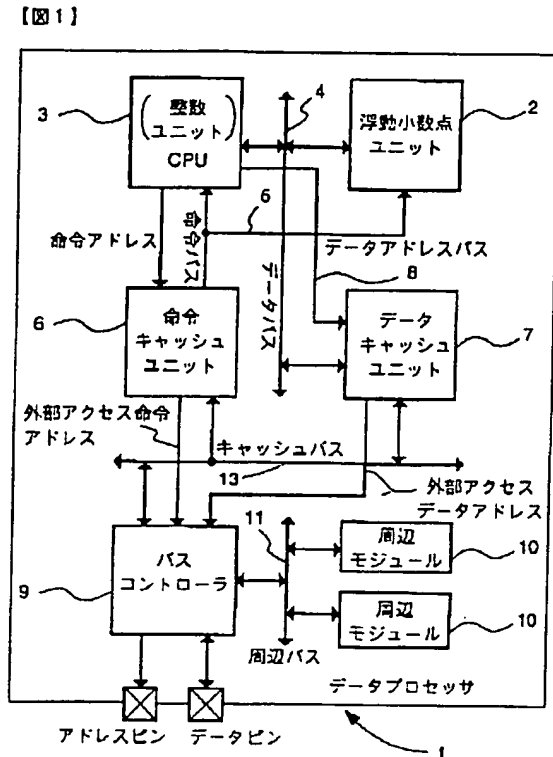 【図1】
3
(整数
ユニット)
CPU
4
浮動小数点
ユニット
2
命令アドレス
命令バス
5
データアドレスバス
8
データバス
6
命令
キャッシュ
ユニット
データ
キャッシュ
ユニット
7
外部アクセス命令
アドレス
キャッシュバス
13
外部アクセス
データアドレス
11
バス
コントローラ
9
周辺
モジュール
10
周辺
モジュール
10
周辺バス
データプロセッサ
アドレスピン
データピン
1